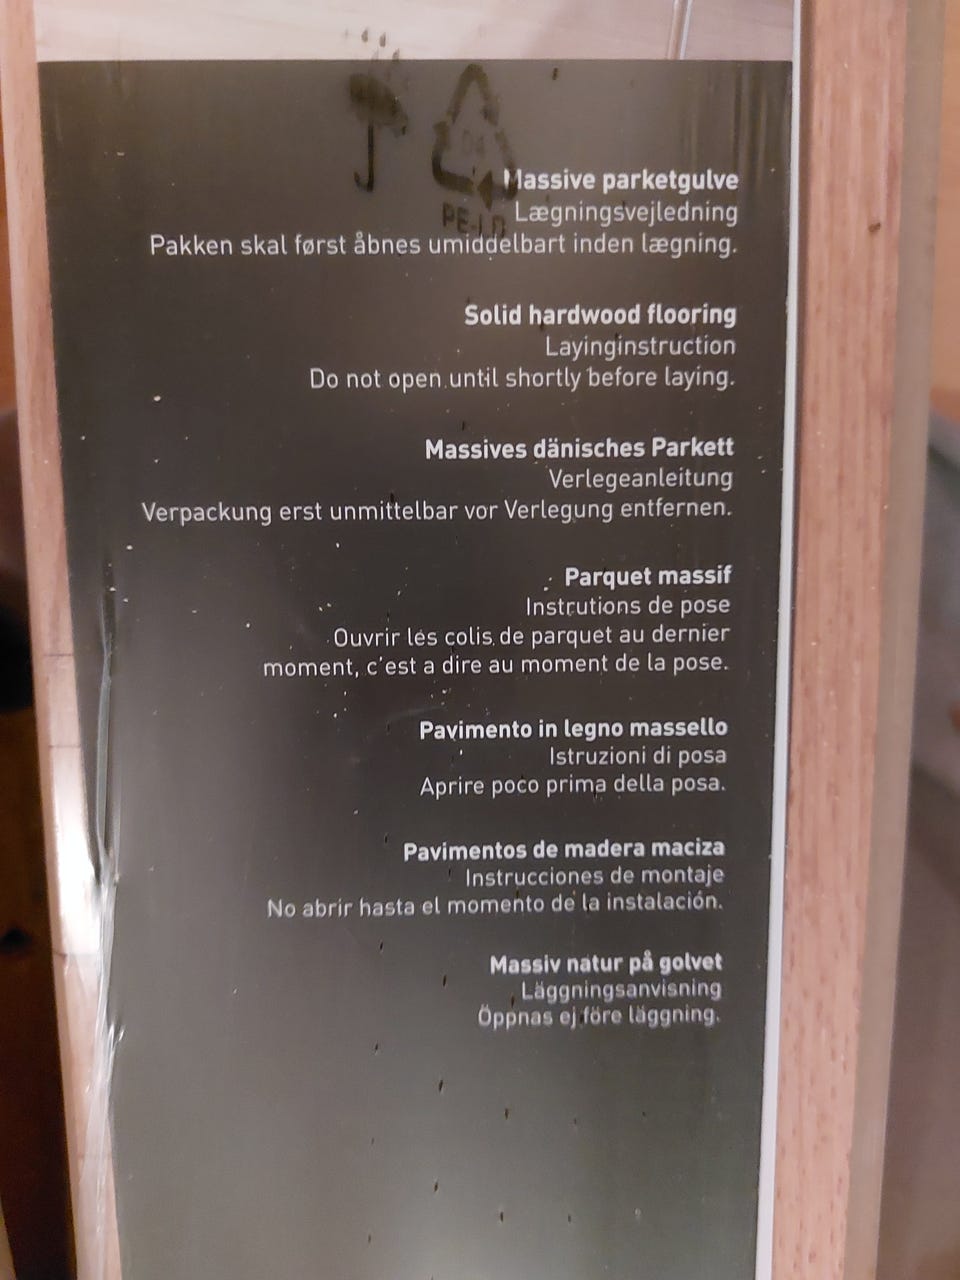 04
PE-LD
Massive parketgulve
Lægningsvejledning
Pakken skal først åbnes umiddelbart inden lægning.
Solid hardwood flooring
Layinginstruction
Do not open until shortly before laying.
Massives dänisches Parkett
Verlegeanleitung
Verpackung erst unmittelbar vor Verlegung entfernen.
Parquet massif
Instrutions de pose
Ouvrir les colis de parquet au dernier
moment, c'est a dire au moment de la pose.
Pavimento in legno massello
Istruzioni di posa
Aprire poco prima della posa.
Pavimentos de madera maciza
Instrucciones de montaje
No abrir hasta el momento de la instalación.
Massiv natur på golvet
Läggningsanvisning
Öppnas ej före läggning.